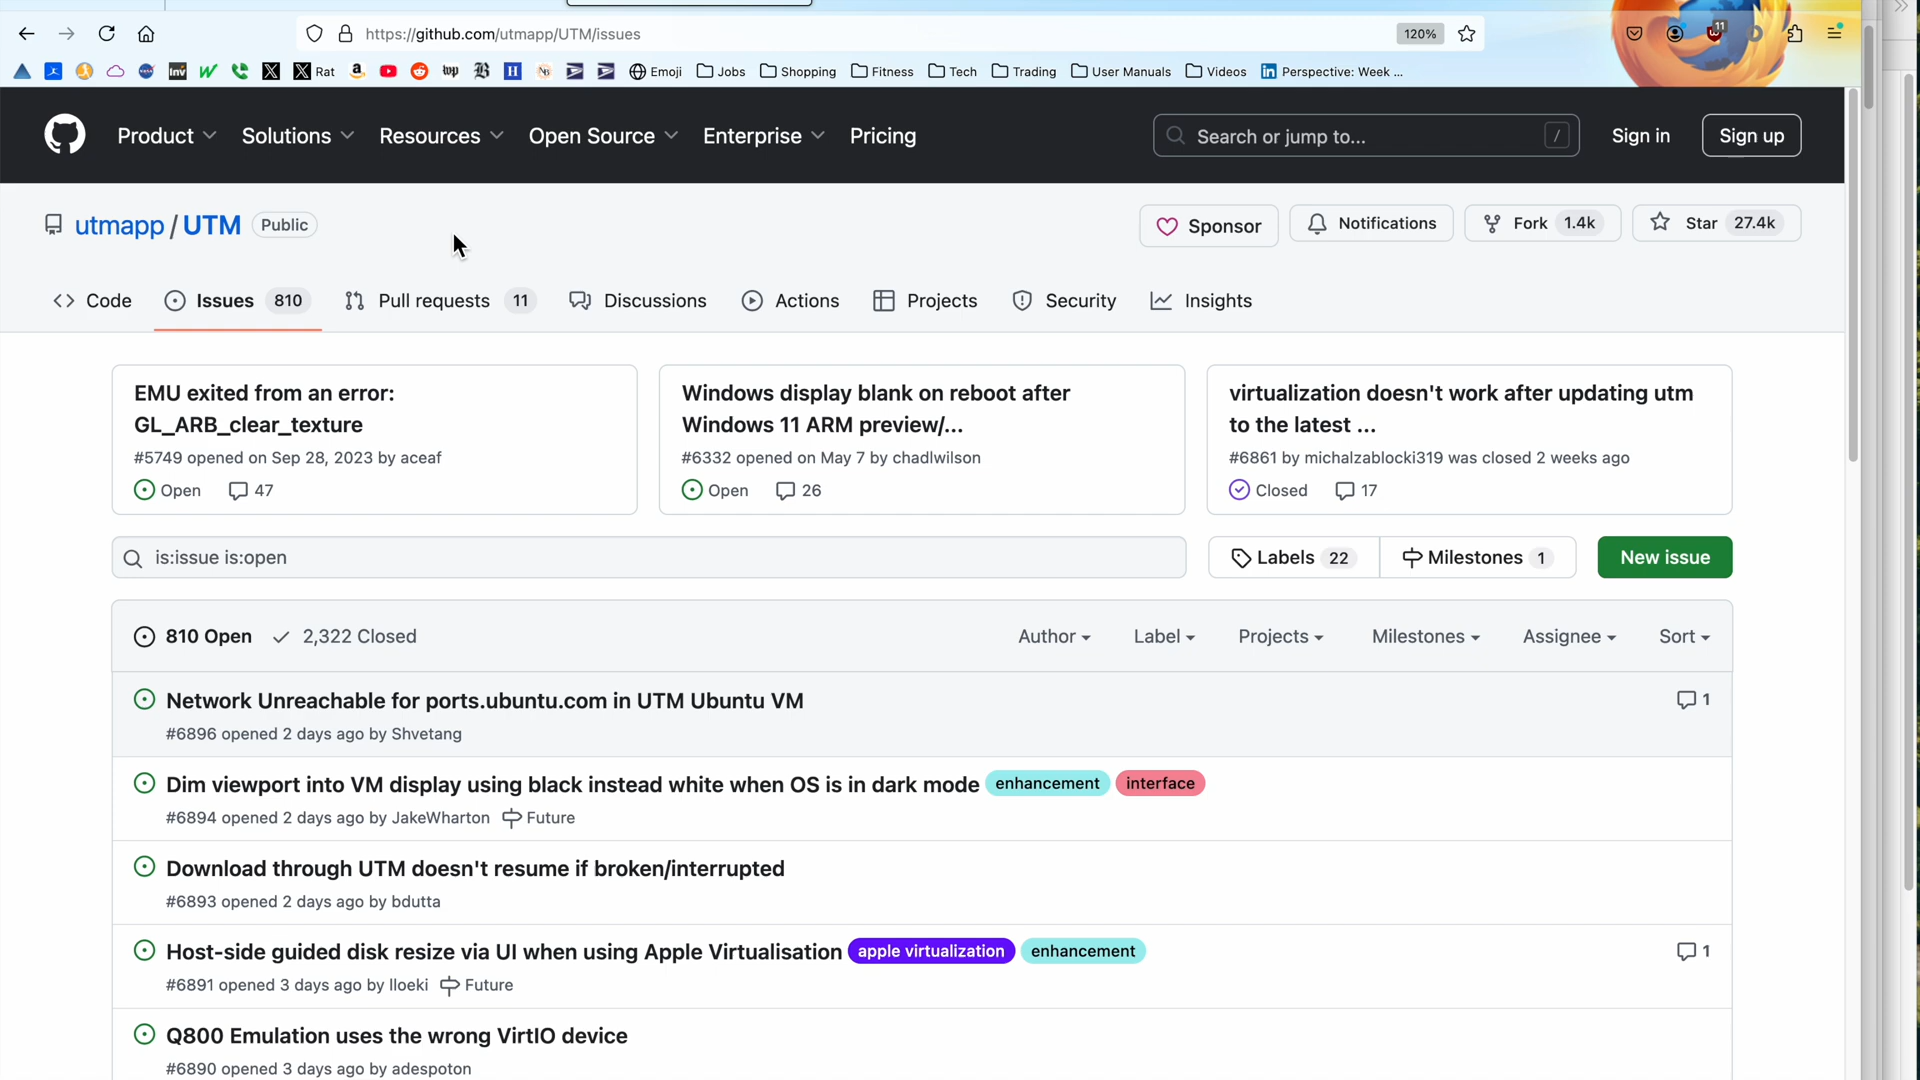 https://github.com/utmapp/UTM/issues
120%
11
Inv
Rat
wp
H
NB
Emoji
Jobs
Shopping
Fitness
Tech
Trading
User Manuals
Videos
in Perspective: Week ...
Product
Solutions
Resources
Open Source
Enterprise
Pricing
Search or jump to...
/
Sign in
Sign up
utmapp / UTM Public
Sponsor
Notifications
Fork 1.4k
Star 27.4k
Code
Issues 810
Pull requests 11
Discussions
Actions
Projects
Security
Insights
EMU exited from an error:
GL_ARB_clear_texture
#5749 opened on Sep 28, 2023 by aceaf
Open 47
Windows display blank on reboot after
Windows 11 ARM preview/...
#6332 opened on May 7 by chadlwilson
Open 26
virtualization doesn't work after updating utm
to the latest ...
#6861 by michalzablocki319 was closed 2 weeks ago
Closed 17
is:issue is:open
Labels 22
Milestones 1
New issue
810 Open
2,322 Closed
Author
Label
Projects
Milestones
Assignee
Sort
Network Unreachable for ports.ubuntu.com in UTM Ubuntu VM
1
#6896 opened 2 days ago by Shvetang
Dim viewport into VM display using black instead white when OS is in dark mode enhancement interface
#6894 opened 2 days ago by JakeWharton Future
Download through UTM doesn't resume if broken/interrupted
#6893 opened 2 days ago by bdutta
Host-side guided disk resize via UI when using Apple Virtualisation apple virtualization enhancement
1
#6891 opened 3 days ago by lloeki Future
Q800 Emulation uses the wrong VirtIO device
#6890 opened 3 days ago by adespoton